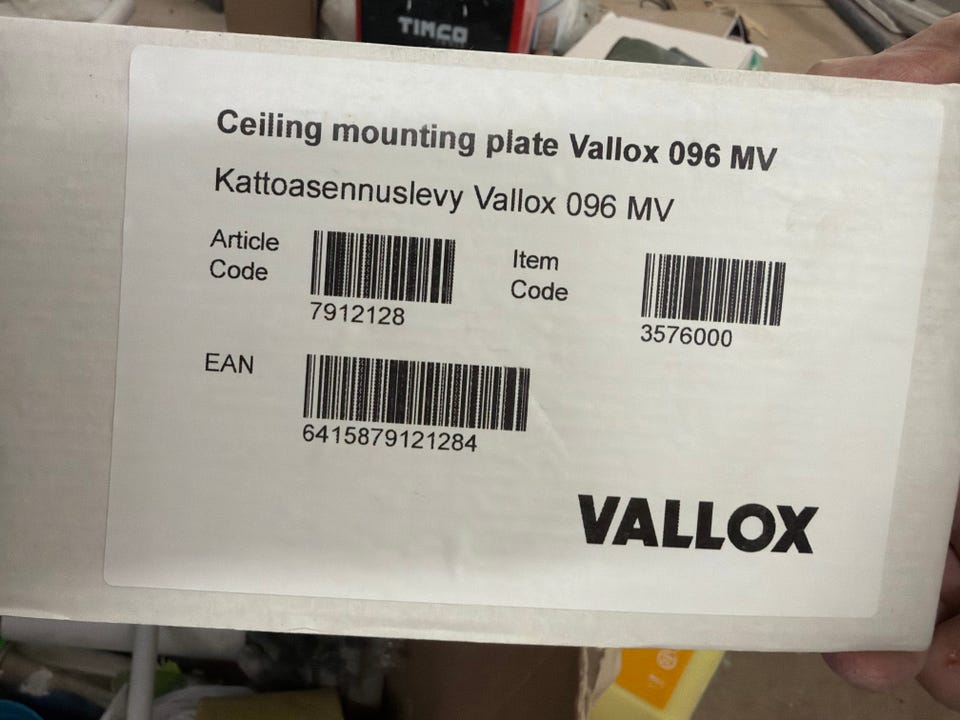 TIMCO
Ceiling mounting plate Vallox 096 MV
Kattoasennuslevy Vallox 096 MV
Article
Code
7912128
Item
Code
3576000
EAN
6415879121284
VALLOX